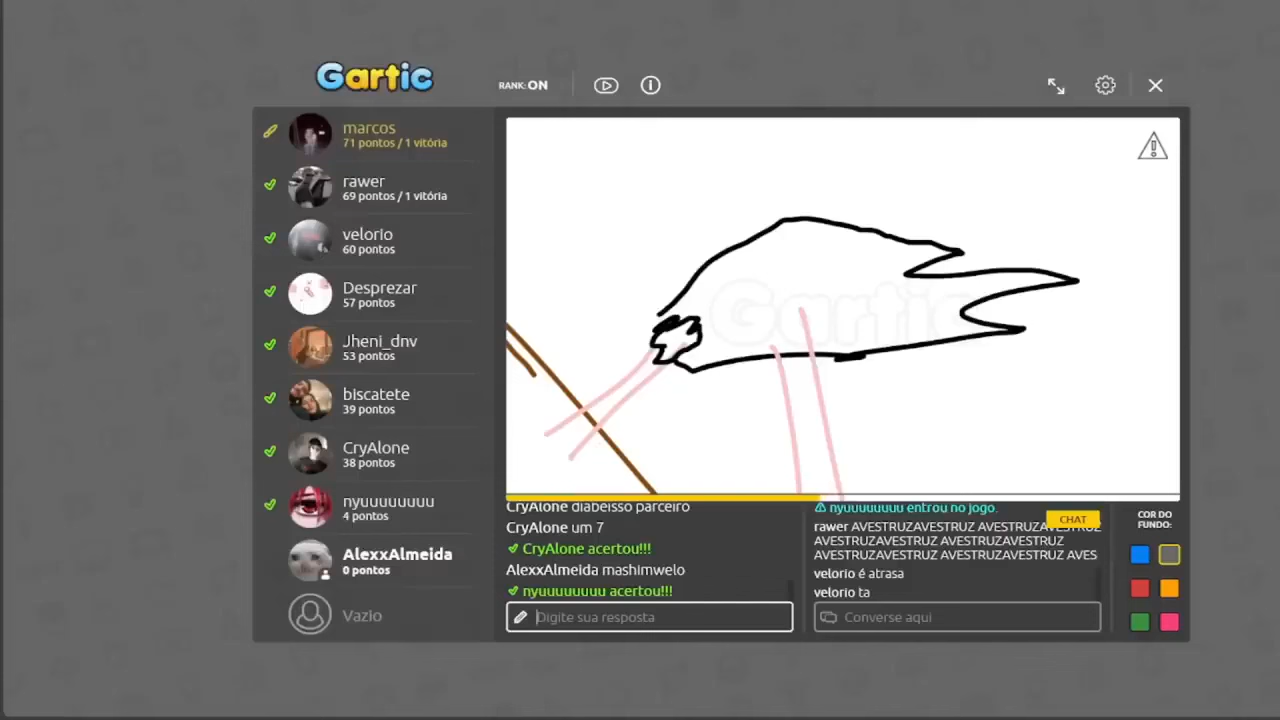 Gartic
RANK: ON
marcos
71 pontos / 1 vitória
rawer
69 pontos / 1 vitória
velorio
60 pontos
Desprezar
57 pontos
Jheni_dnv
53 pontos
biscatete
39 pontos
CryAlone
38 pontos
nyuuuuuuuu
4 pontos
AlexxAlmeida
0 pontos
Vazio
Gartic
CryAlone diabeisso parceiro
CryAlone um 7
CryAlone acertou!!!
AlexxAlmeida mashimwelo
nyuuuuuuuu acertou!!!
Digite sua resposta
nyuuuuuuuu entrou no jogo.
CHAT
rawer AVESTRUZAVESTRUZ AVESTRUZAVESTRUZ
AVESTRUZAVESTRUZ AVESTRUZAVESTRUZ
AVESTRUZAVESTRUZ AVESTRUZAVESTRUZ AVES
velorio é atrasa
velorio ta
Converse aqui
COR DO
FUNDO: